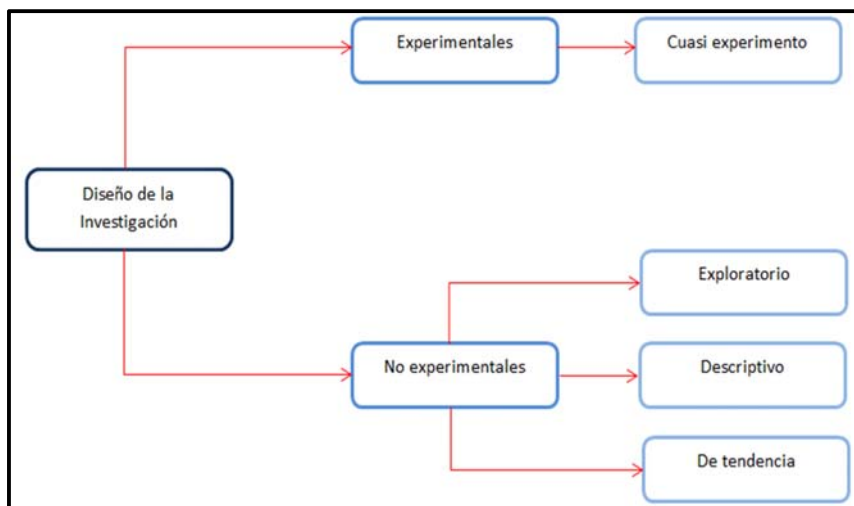 Experimentales
Cuasi experimento
Diseño de la
Investigación
Exploratorio
No experimentales
Descriptivo
De tendencia